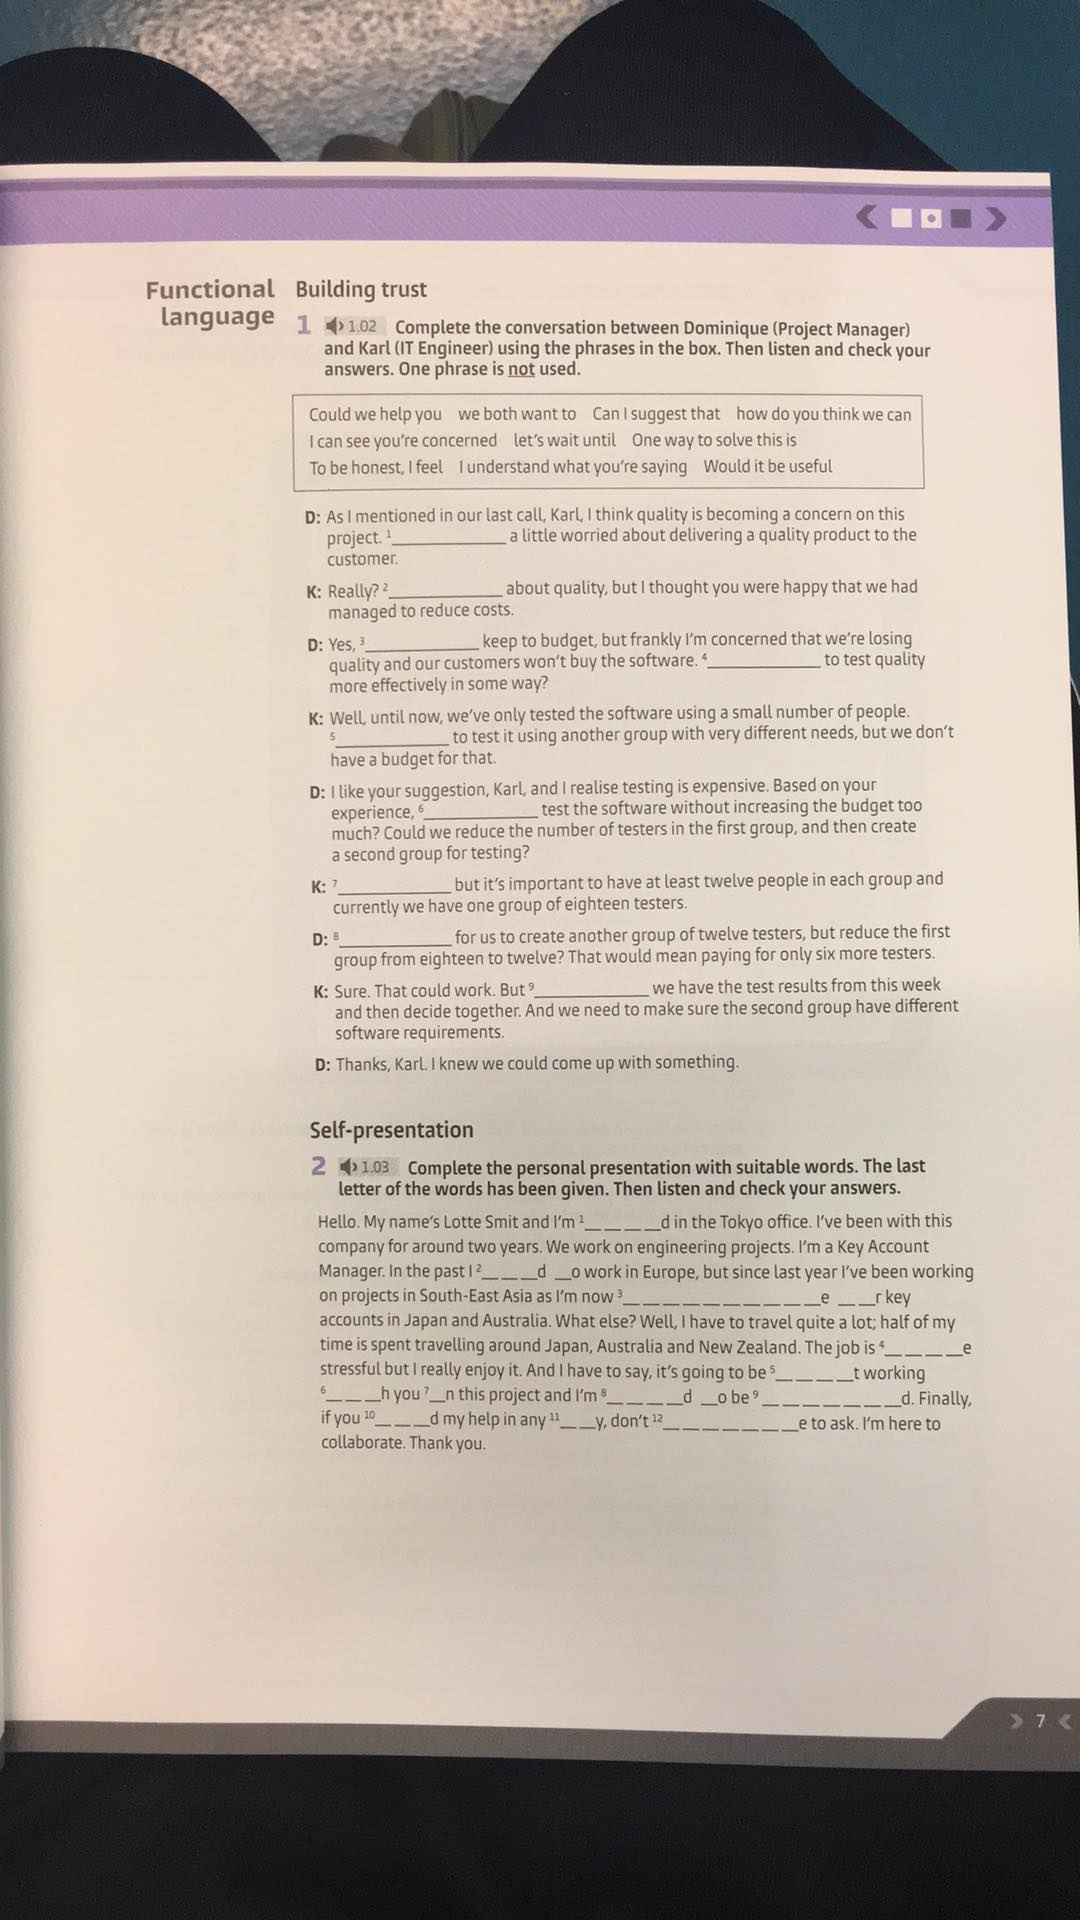 Functional language
Building trust
1 1.02 Complete the conversation between Dominique (Project Manager)
and Karl (IT Engineer) using the phrases in the box. Then listen and check your
answers. One phrase is not used.
Could we help you we both want to Can I suggest that how do you think we can
I can see you're concerned let's wait until One way to solve this is
To be honest, I feel I understand what you're saying Would it be useful
D: As I mentioned in our last call, Karl, I think quality is becoming a concern on this
project. 1____________ a little worried about delivering a quality product to the
customer.
K: Really? 2____________ about quality, but I thought you were happy that we had
managed to reduce costs.
D: Yes, 3____________ keep to budget, but frankly I'm concerned that we're losing
quality and our customers won't buy the software. 4____________ to test quality
more effectively in some way?
K: Well, until now, we've only tested the software using a small number of people.
5____________ to test it using another group with very different needs, but we don't
have a budget for that.
D: I like your suggestion, Karl, and I realise testing is expensive. Based on your
experience, 6____________ test the software without increasing the budget too
much? Could we reduce the number of testers in the first group, and then create
a second group for testing?
K: 7____________ but it's important to have at least twelve people in each group and
currently we have one group of eighteen testers.
D: 8____________ for us to create another group of twelve testers, but reduce the first
group from eighteen to twelve? That would mean paying for only six more testers.
K: Sure. That could work. But 9____________ we have the test results from this week
and then decide together. And we need to make sure the second group have different
software requirements.
D: Thanks, Karl. I knew we could come up with something.
Self-presentation
2 1.03 Complete the personal presentation with suitable words. The last
letter of the words has been given. Then listen and check your answers.
Hello. My name's Lotte Smit and I'm 1_ _ _ _d in the Tokyo office. I've been with this
company for around two years. We work on engineering projects. I'm a Key Account
Manager. In the past I 2_ _ _d _o work in Europe, but since last year I've been working
on projects in South-East Asia as I'm now 3_ _ _ _ _ _ _ _ _ _e _ _r key
accounts in Japan and Australia. What else? Well, I have to travel quite a lot; half of my
time is spent travelling around Japan, Australia and New Zealand. The job is 4_ _ _ _e
stressful but I really enjoy it. And I have to say, it's going to be 5_ _ _ _t working
6_ _ _h you 7_n this project and I'm 8_ _ _ _d _o be 9_ _ _ _ _ _ _d. Finally,
if you 10_ _ _d my help in any 11_ _y, don't 12_ _ _ _ _ _ _e to ask. I'm here to
collaborate. Thank you.
7